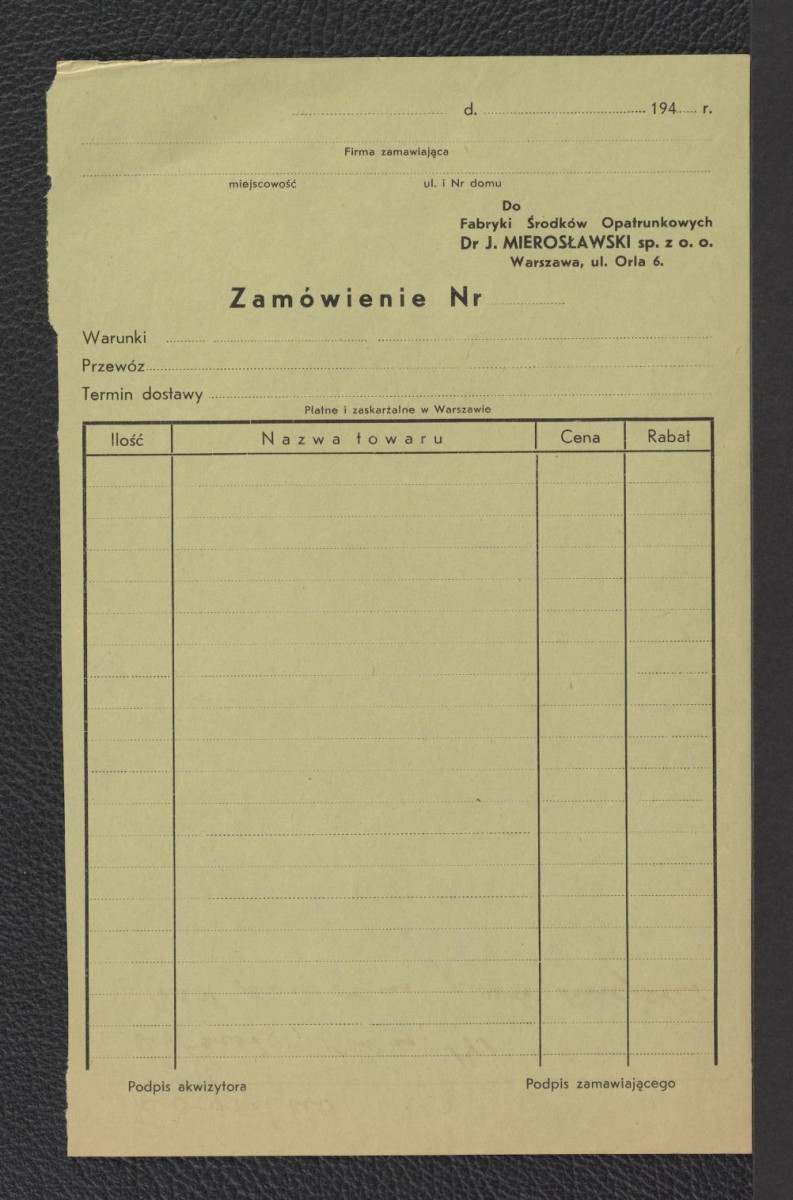 d. 194 r.
Firma zamawiająca
miejscowość ul. i Nr domu
Do
Fabryki Środków Opatrunkowych
Dr J. MIEROSŁAWSKI sp. z o. o.
Warszawa, ul. Orla 6.
Zamówienie Nr
Warunki
Przewóz
Termin dostawy
Płatne i zaskarżalne w Warszawie
Ilość Nazwa towaru Cena Rabat
Podpis akwizytora Podpis zamawiającego